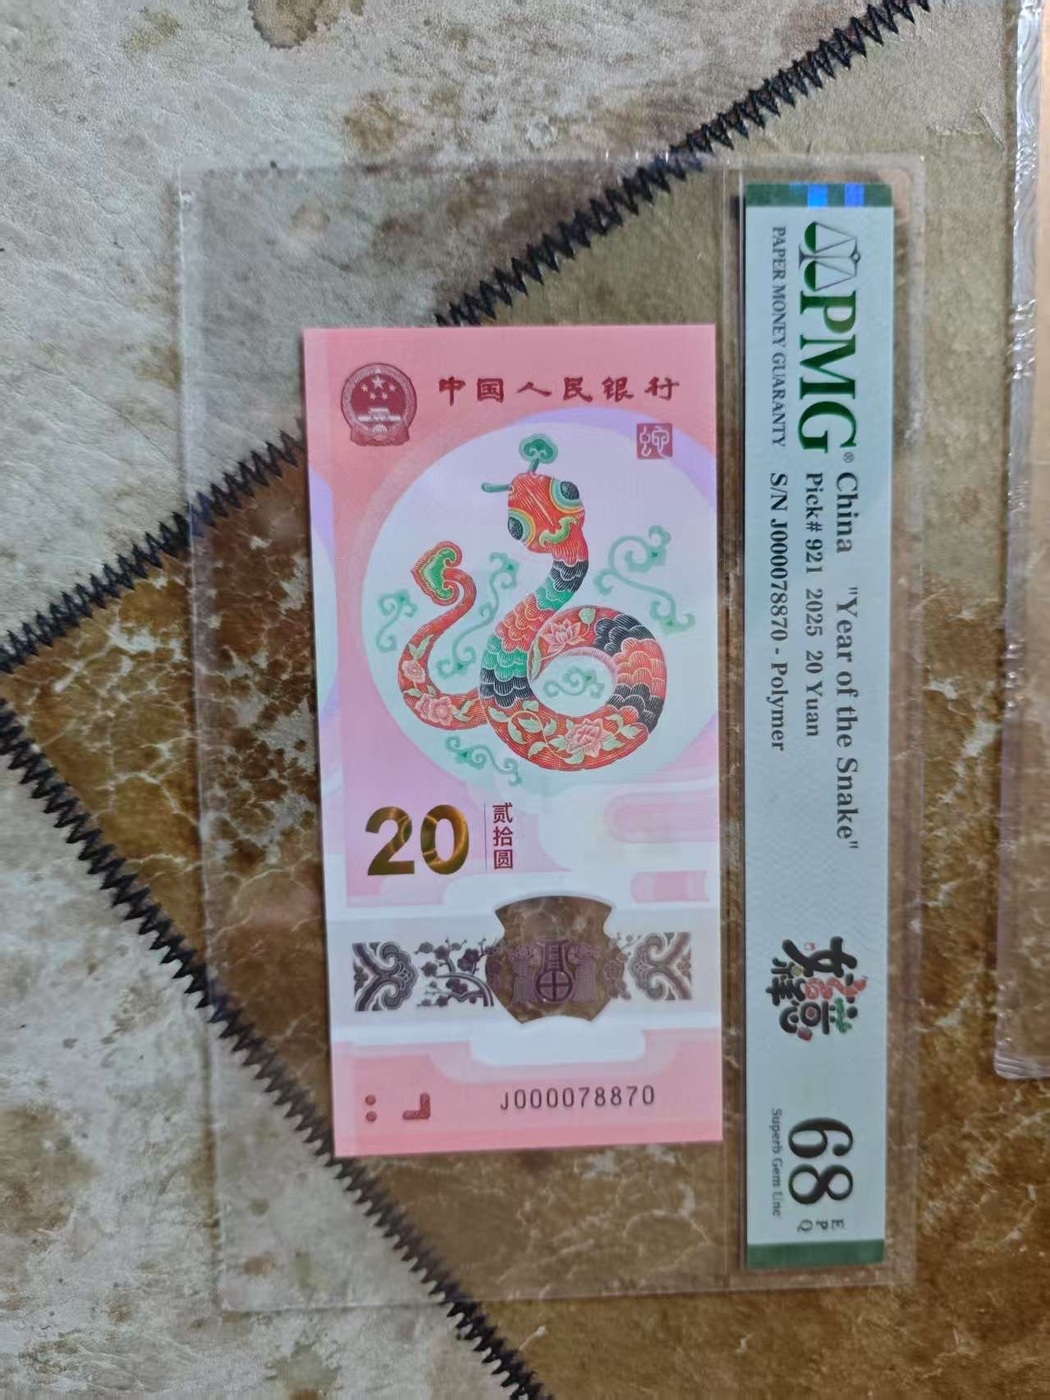 PMG®
PAPER MONEY GUARANTY
China "Year of the Snake"
Pick# 921 2025 20 Yuan
S/N J000078870 - Polymer
68
EPQ
Superb Gem Unc
中国人民银行
20
贰拾圆
J000078870